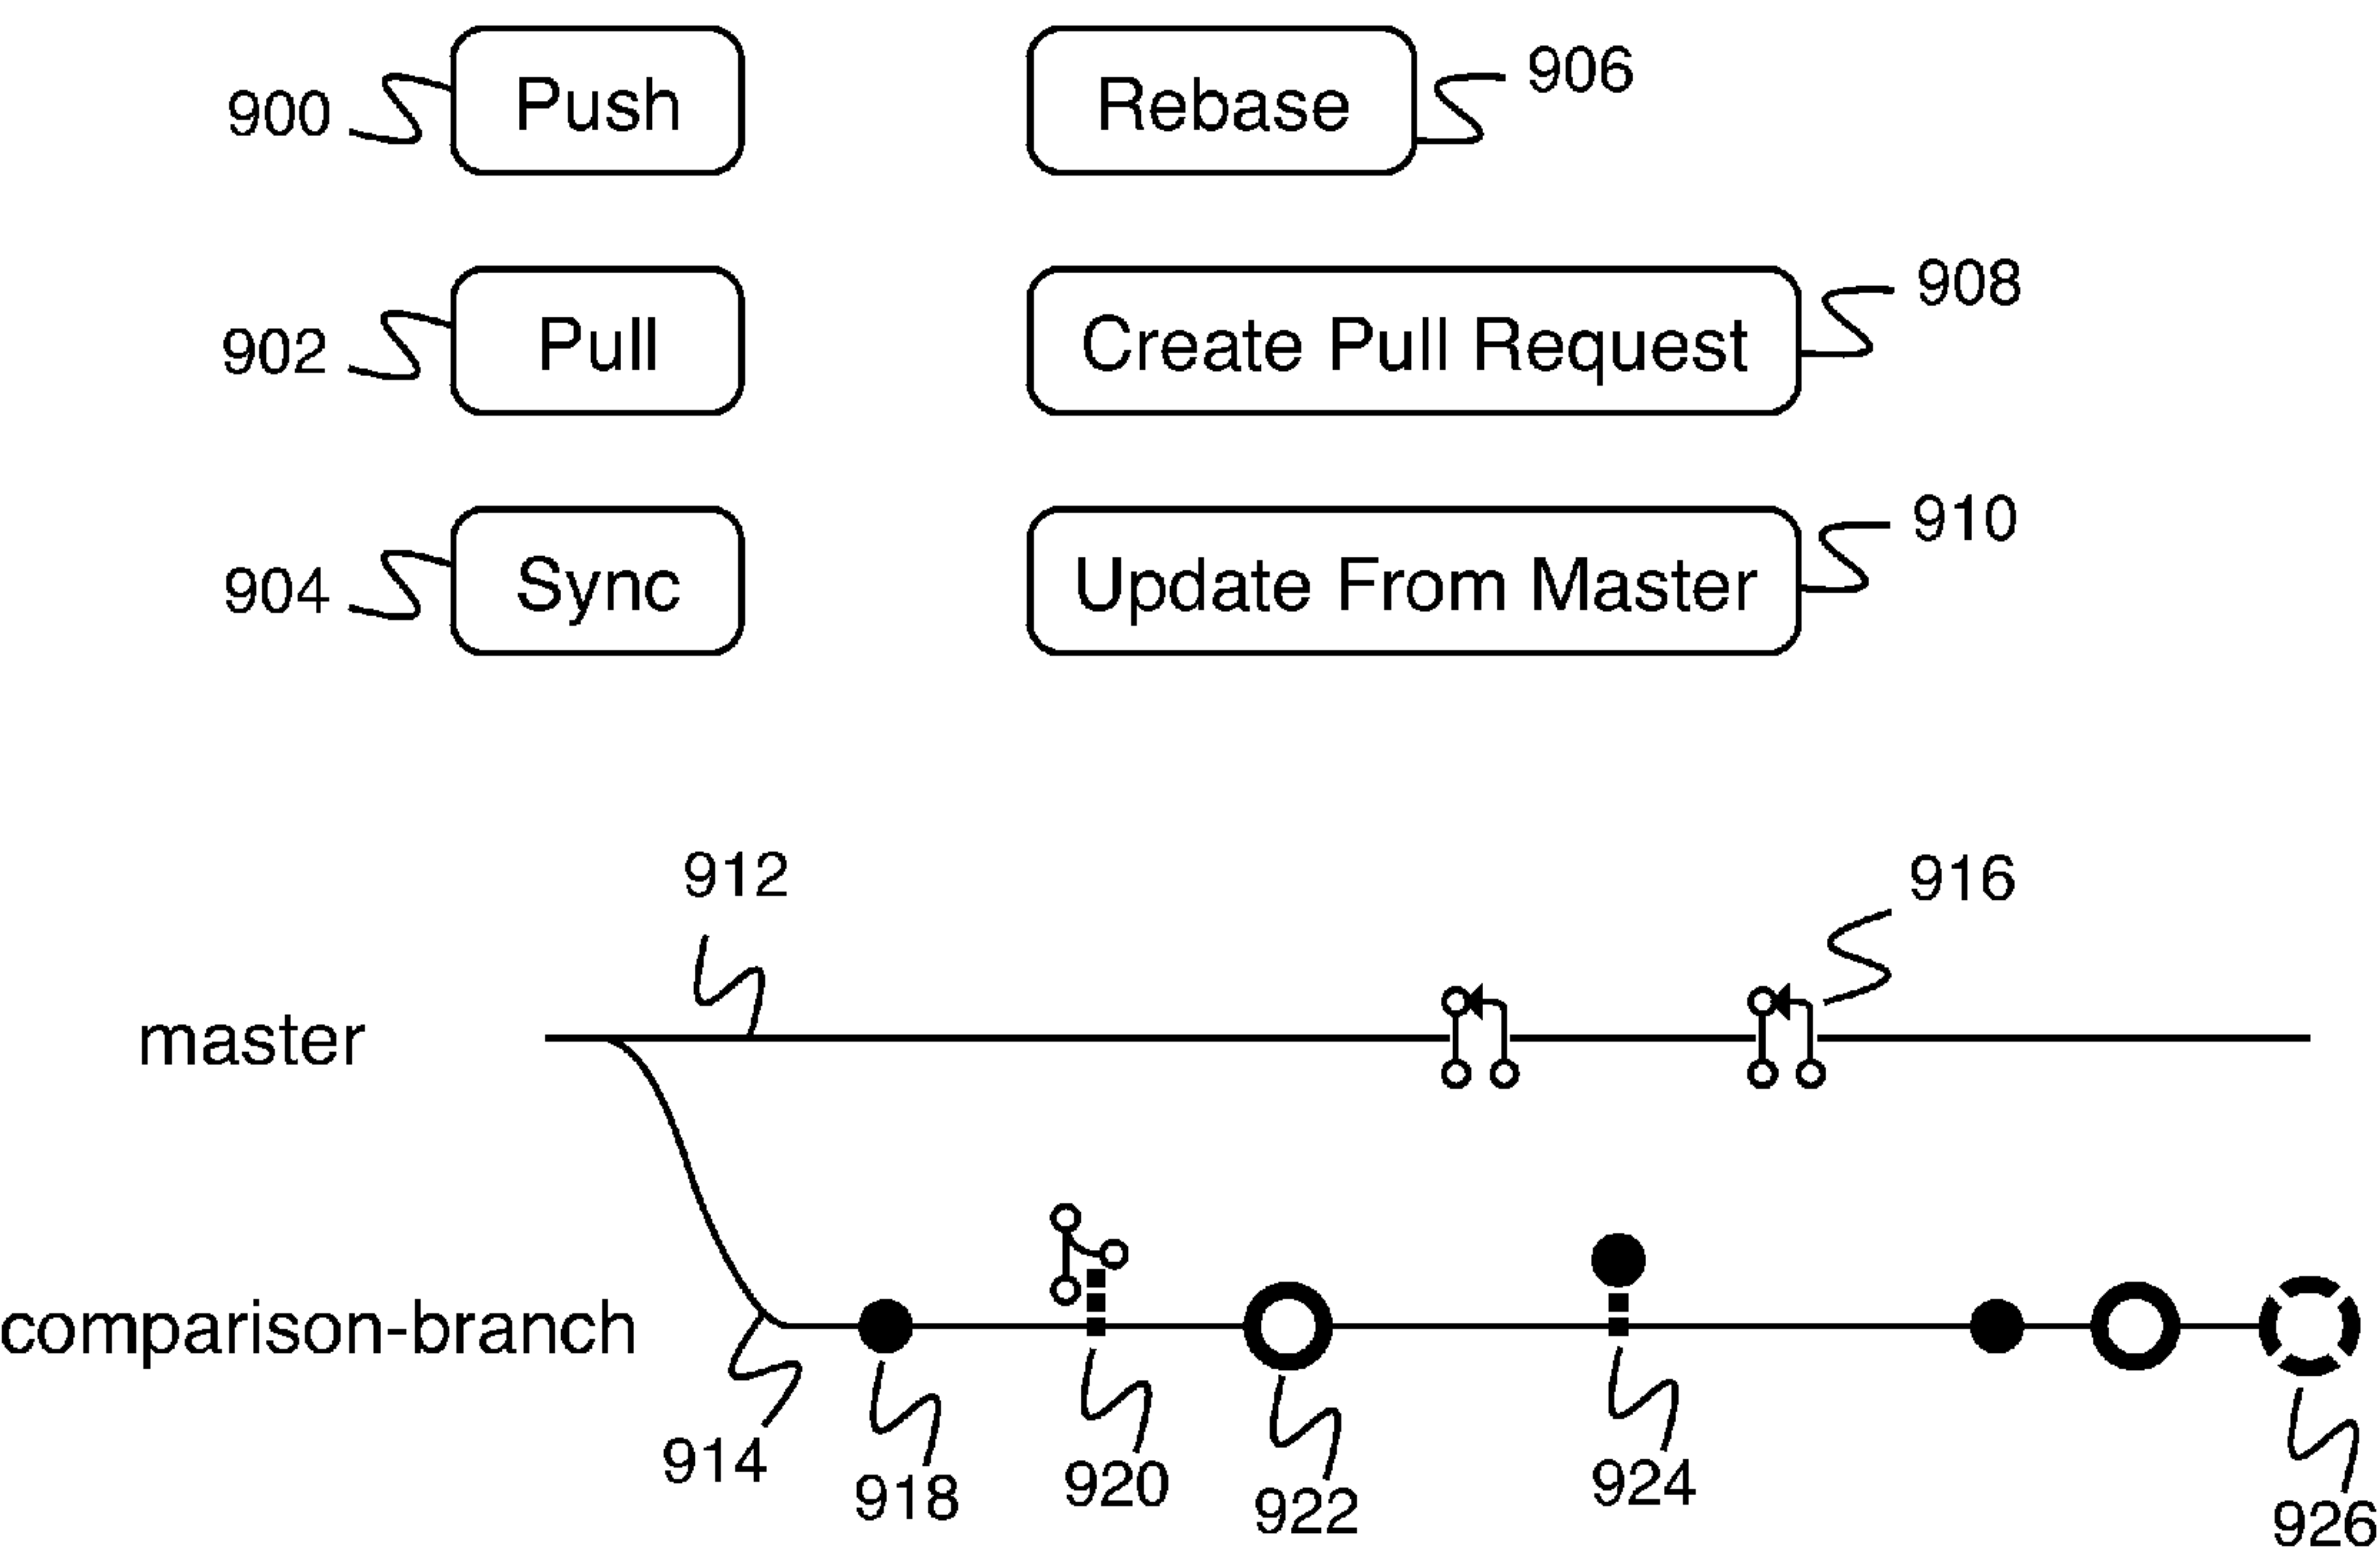 900 Push Rebase 906
902 Pull Create Pull Request 908
904 Sync Update From Master 910
912 916
master
comparison-branch
914 918 920 922 924 926